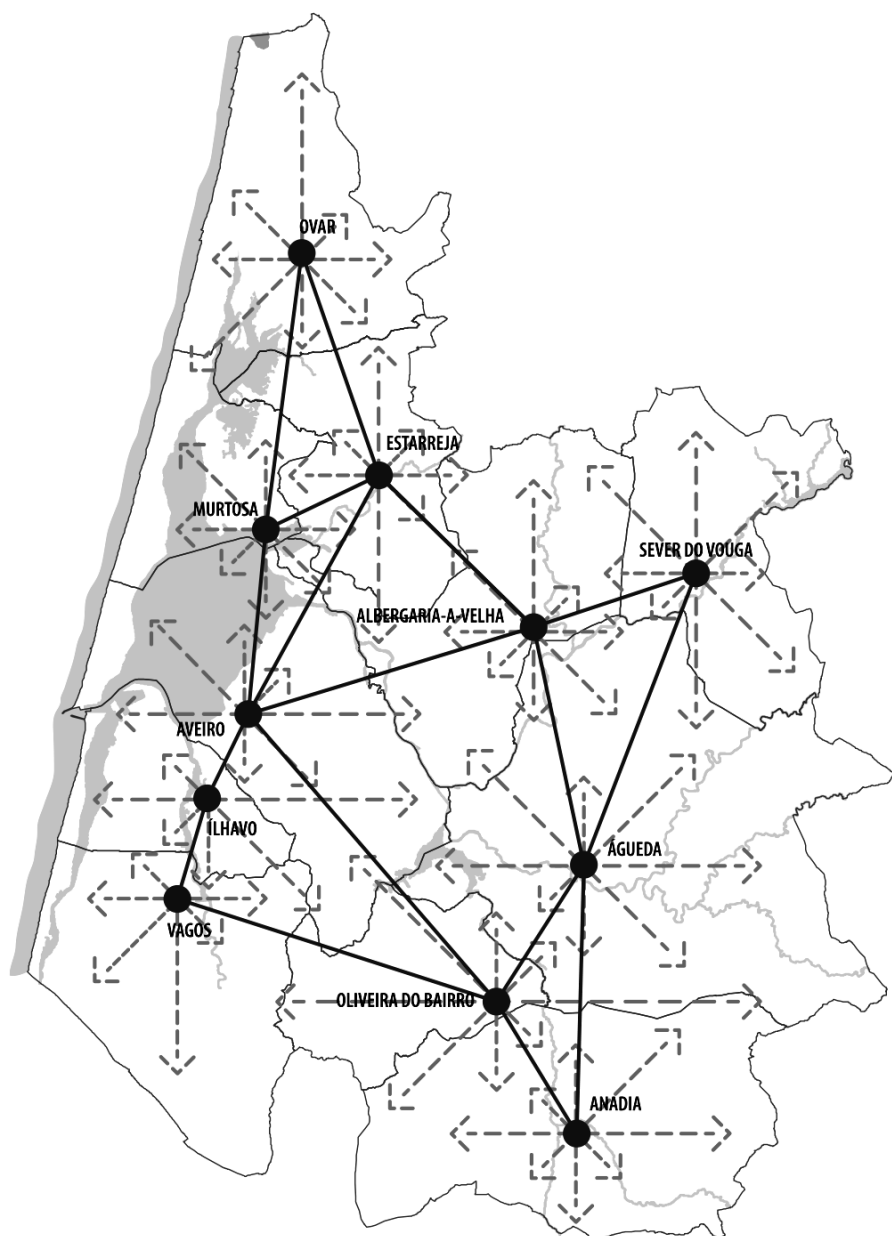 OVAR
ESTARREJA
MURTOSA
SEVER DO VOUGA
ALBERGARIA-A-VELHA
AVEIRO
ÍLHAVO
ÁGUEDA
VAGOS
OLIVEIRA DO BAIRRO
ANADIA